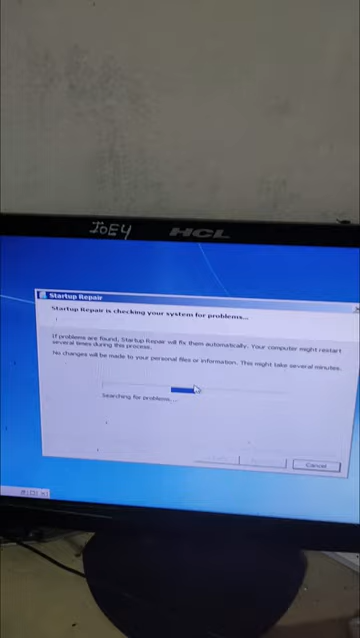 JOEY
HCL
Startup Repair
Startup Repair is checking your system for problems...
If problems are found, Startup Repair will fix them automatically. Your computer might restart
several times during this process.
No changes will be made to your personal files or information. This might take several minutes.
Searching for problems....
Cancel